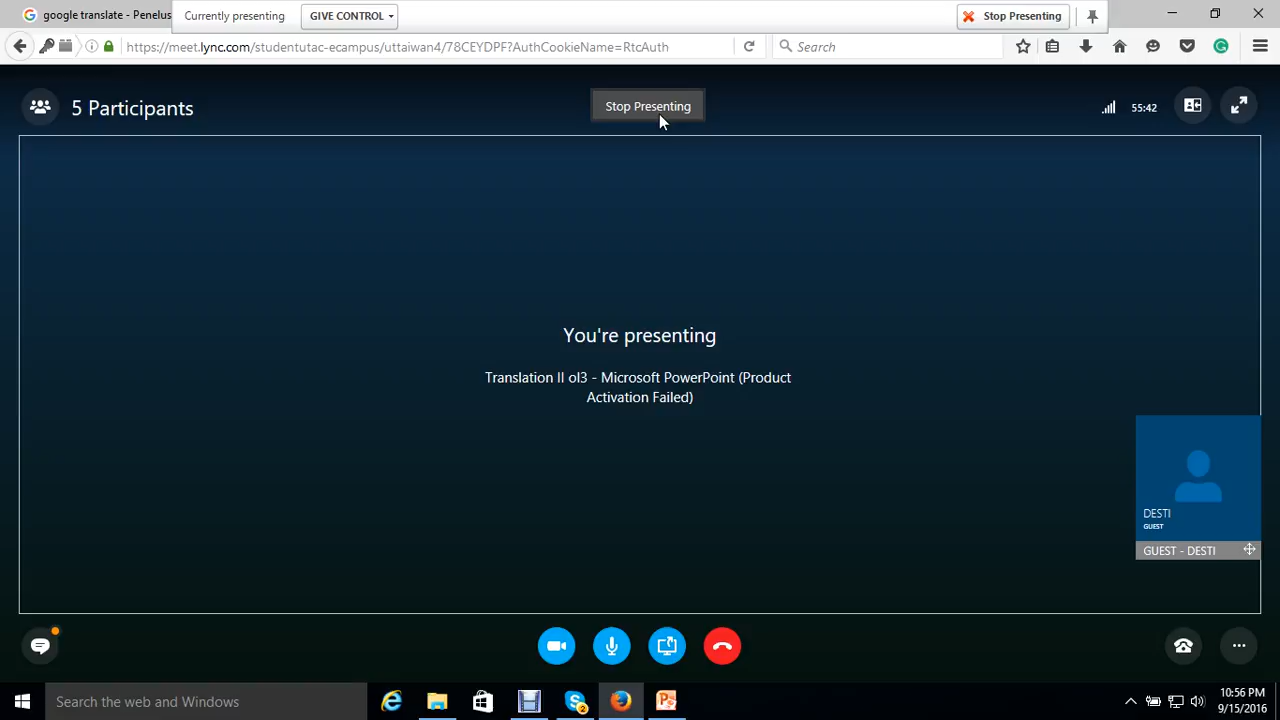 google translate - Penelus
Currently presenting
GIVE CONTROL
Stop Presenting
https://meet.lync.com/studentutac-ecampus/uttaiwan4/78CEYDPF?AuthCookieName=RtcAuth
Search
5 Participants
Stop Presenting
55:42
You're presenting
Translation II ol3 - Microsoft PowerPoint (Product
Activation Failed)
DESTI
GUEST
GUEST - DESTI
Search the web and Windows
2
10:56 PM
9/15/2016